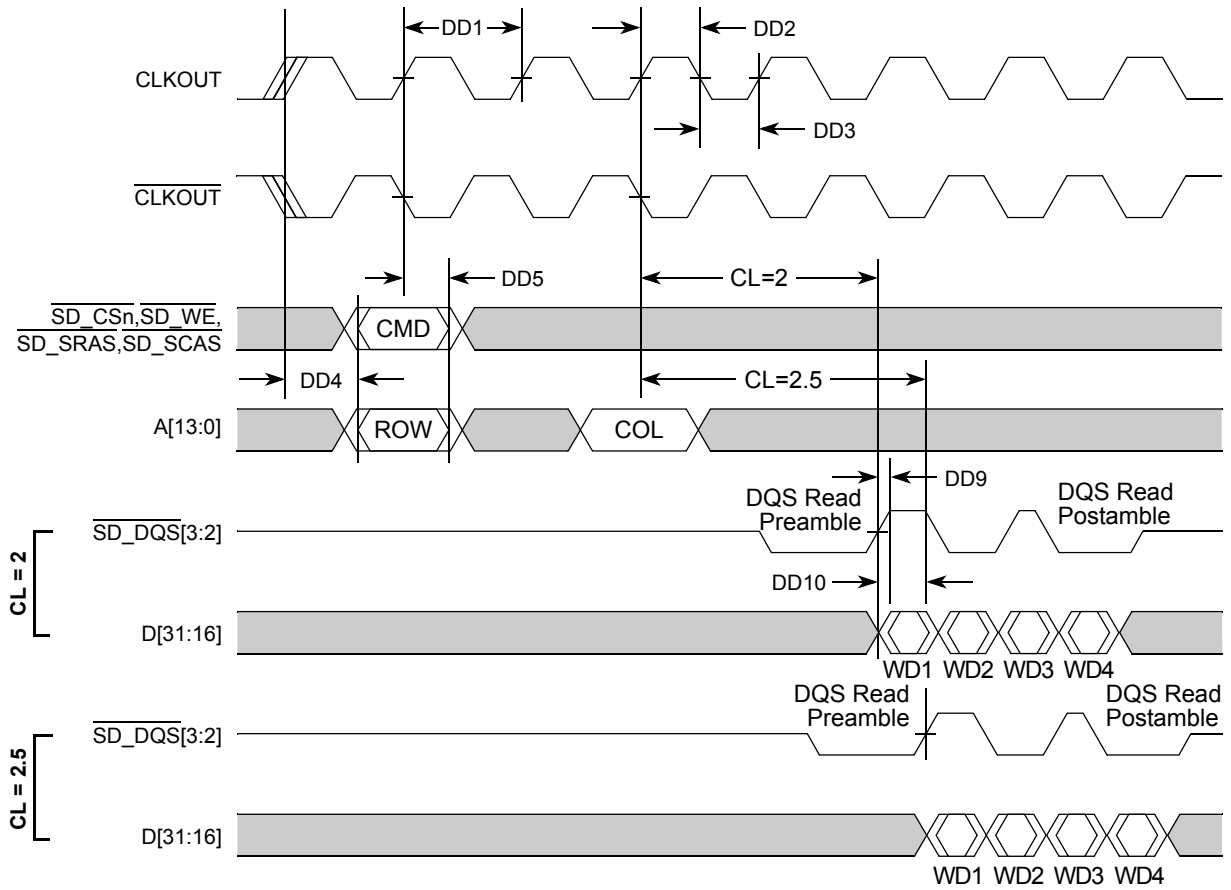 DD1
DD2
CLKOUT
DD3
CLKOUT
DD5
CL=2
SD_CSn,SD_WE,
SD_SRAS,SD_SCAS
CMD
DD4
CL=2.5
A[13:0]
ROW
COL
DD9
DQS Read
Preamble
DQS Read
Postamble
SD_DQS[3:2]
CL = 2
DD10
D[31:16]
WD1 WD2 WD3 WD4
DQS Read
Preamble
DQS Read
Postamble
SD_DQS[3:2]
CL = 2.5
D[31:16]
WD1 WD2 WD3 WD4